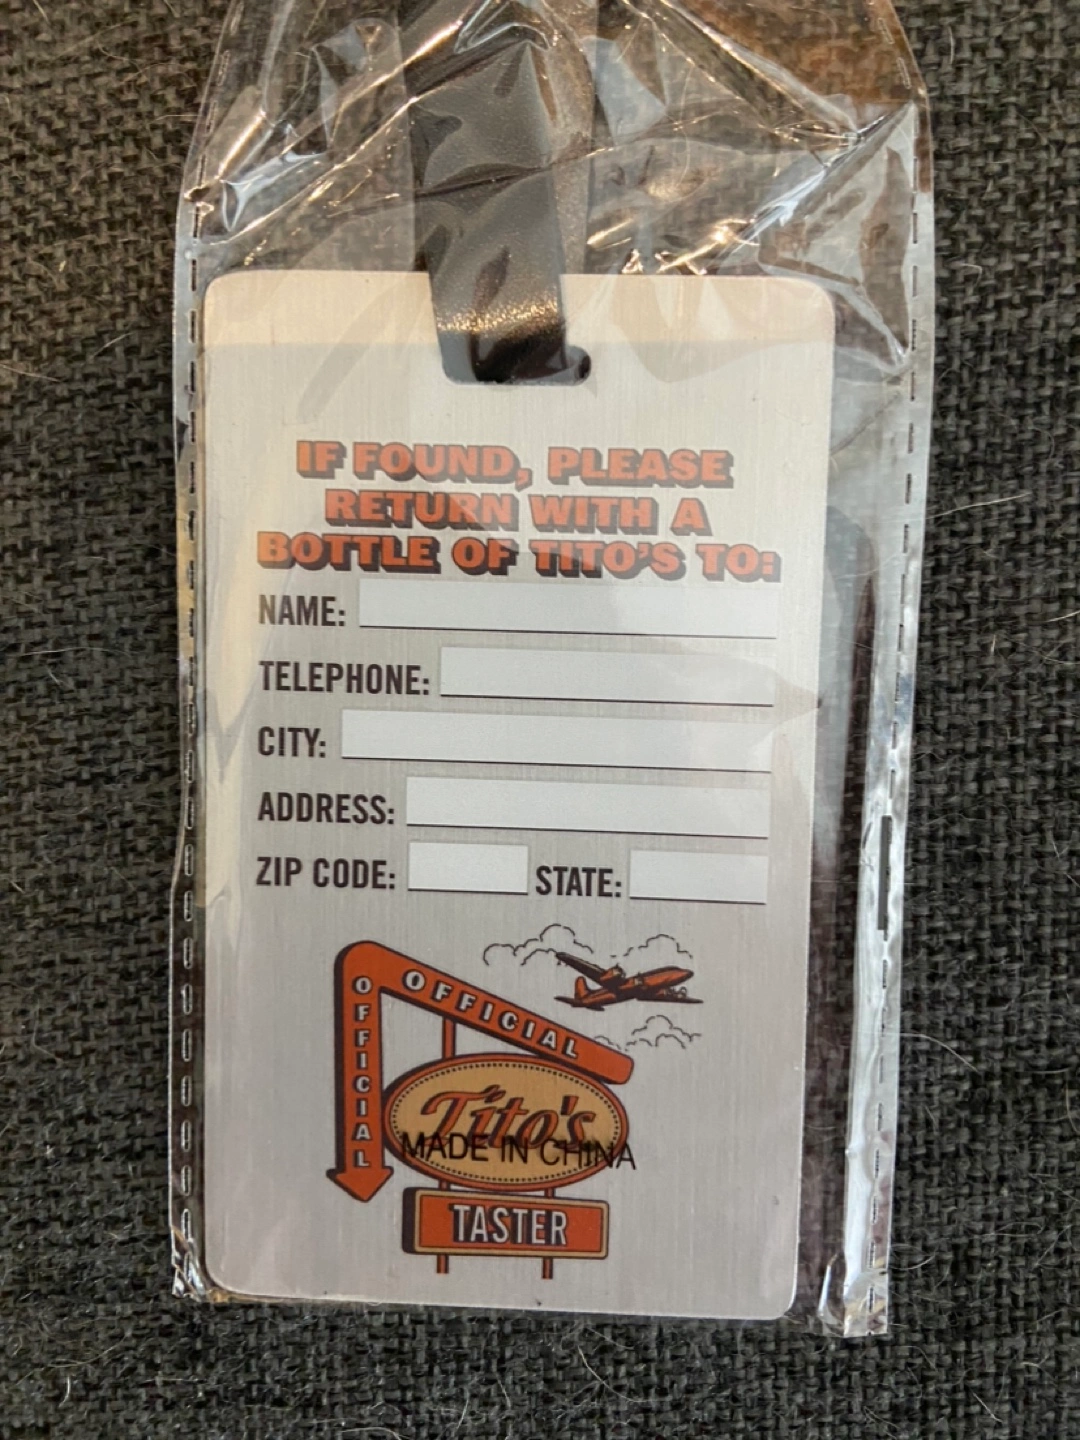 IF FOUND, PLEASE
RETURN WITH A
BOTTLE OF TITO'S TO:
NAME:
TELEPHONE:
CITY:
ADDRESS:
ZIP CODE: STATE:
OFFICIAL
OFFICIAL
Tito's
MADE IN CHINA
TASTER